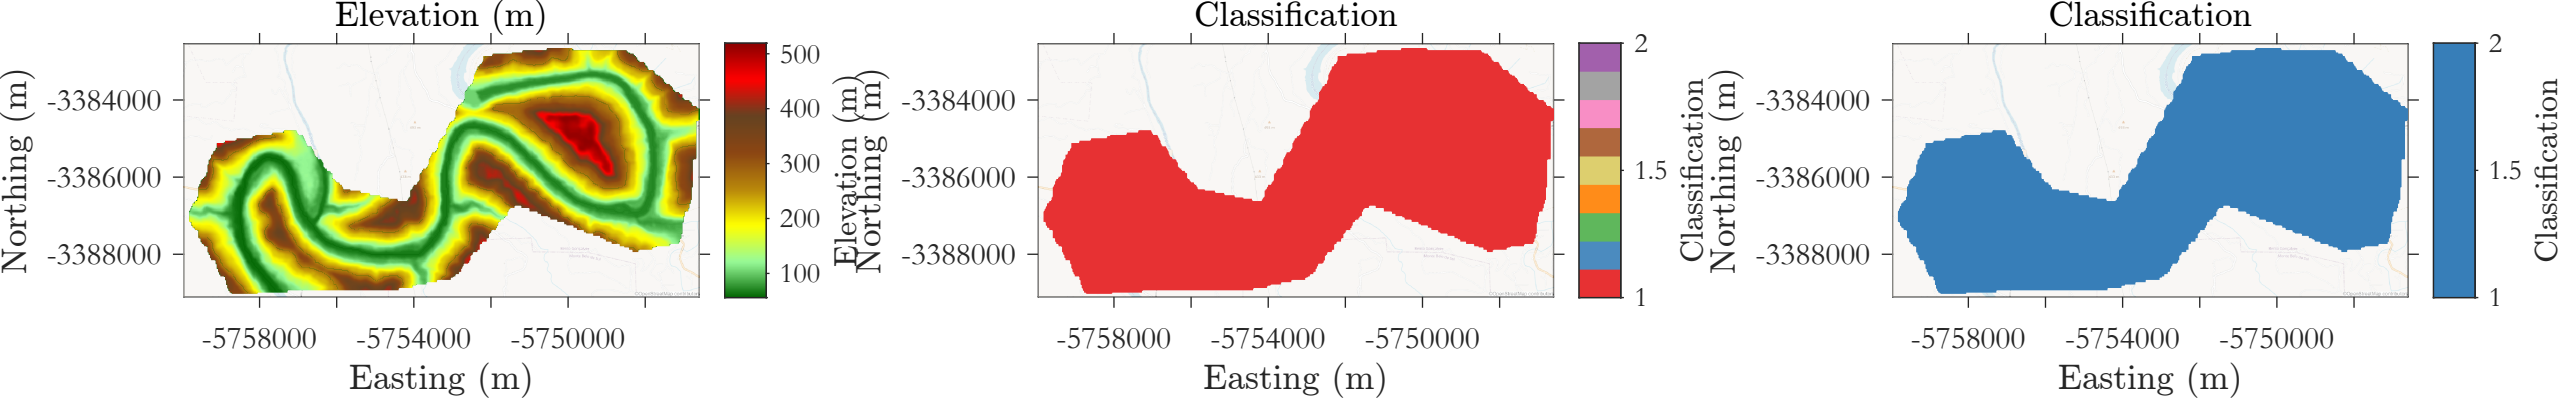 Elevation (m)
Northing (m)
-3384000
-3386000
-3388000
-5758000
-5754000
-5750000
Easting (m)
500
400
300
200
100
Elevation (m)
Classification
Northing (m)
-3384000
-3386000
-3388000
-5758000
-5754000
-5750000
Easting (m)
2
1.5
1
Classification
Classification
Northing (m)
-3384000
-3386000
-3388000
-5758000
-5754000
-5750000
Easting (m)
2
1.5
1
Classification